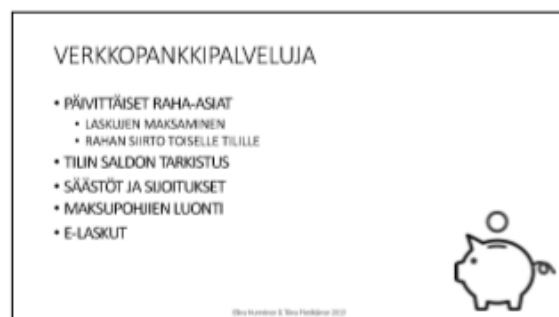 VERKKOPANKKIPALVELUJA
• PÄIVITTÄISET RAHA-ASIAT
• LASKUJEN MAKSAMINEN
• RAHAN SIIRTO TOISELLE TILILLE
• TILIN SALDON TARKISTUS
• SÄÄSTÖT JA SIJOITUKSET
• MAKSUPOHJIEN LUONTI
• E-LASKUT